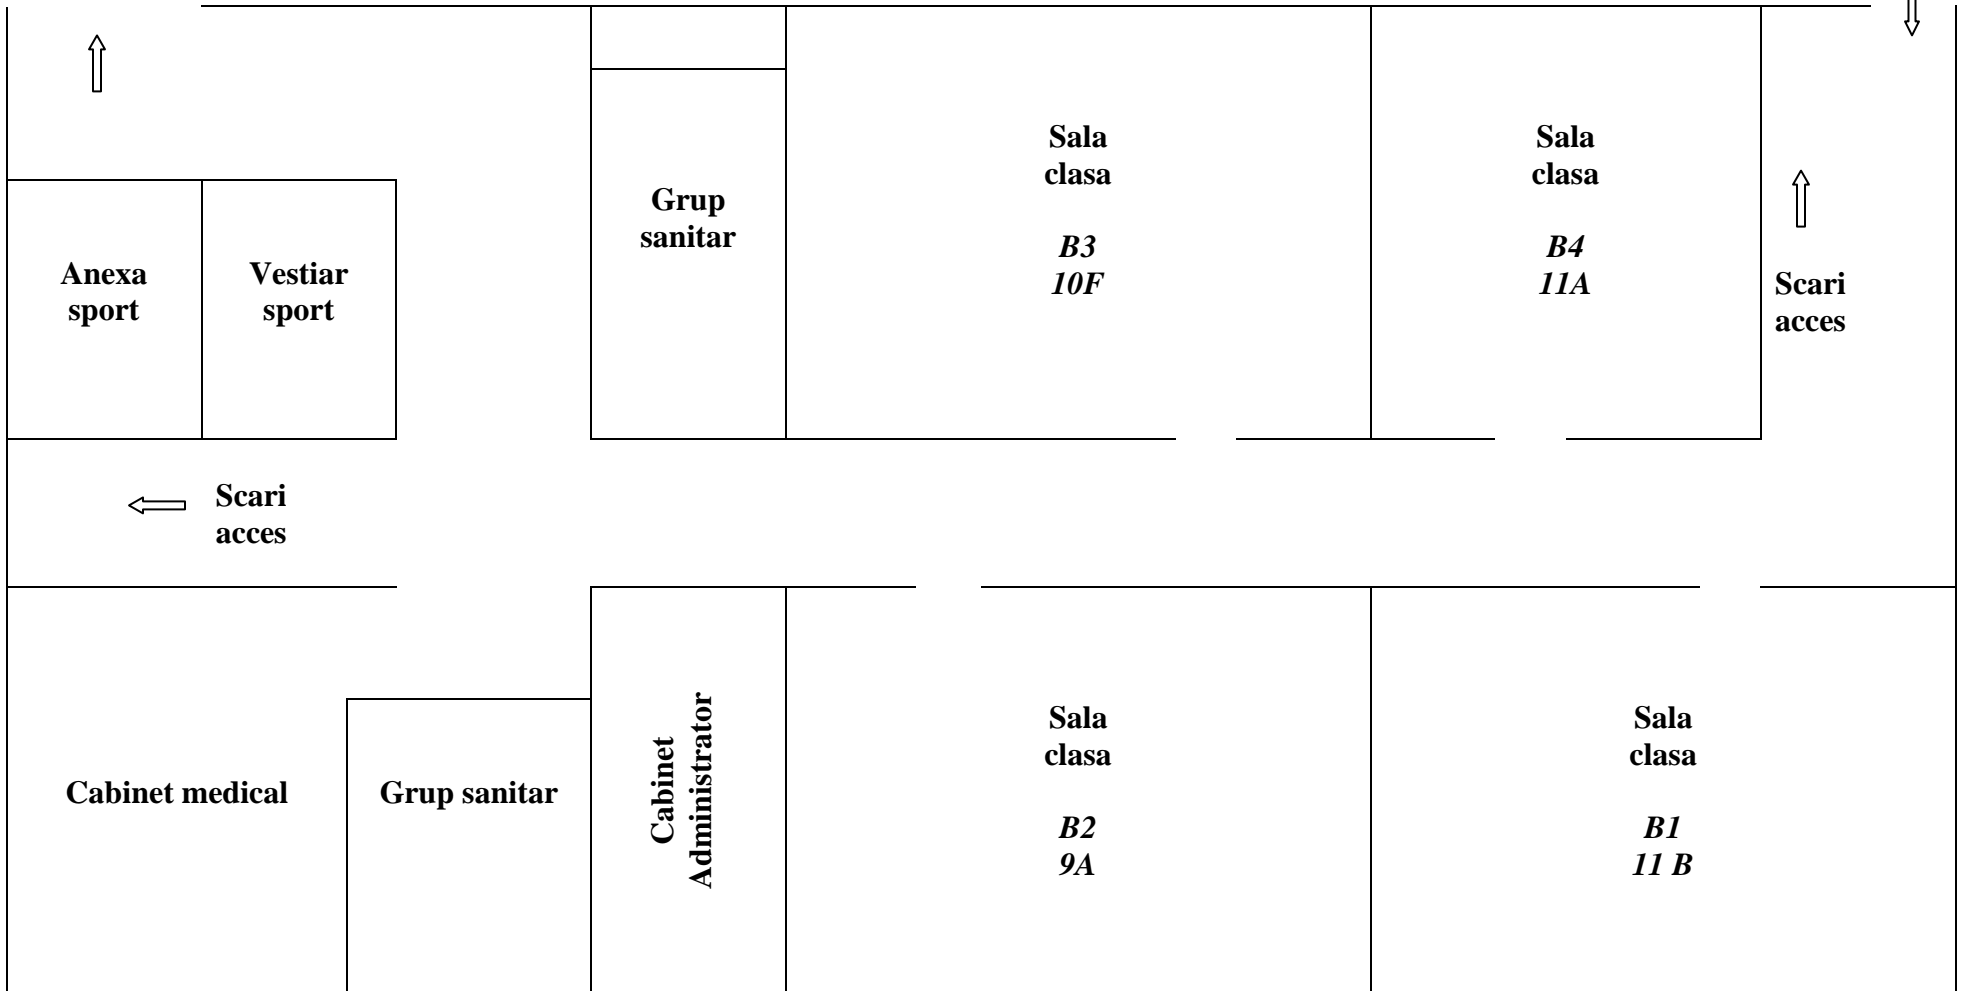 Sala
clasa
B3
10F
Sala
clasa
B4
11A
Grup
sanitar
Anexa
sport
Vestiar
sport
Scari
acces
Scari
acces
Cabinet medical
Grup sanitar
Cabinet
Administrator
Sala
clasa
B2
9A
Sala
clasa
B1
11 B